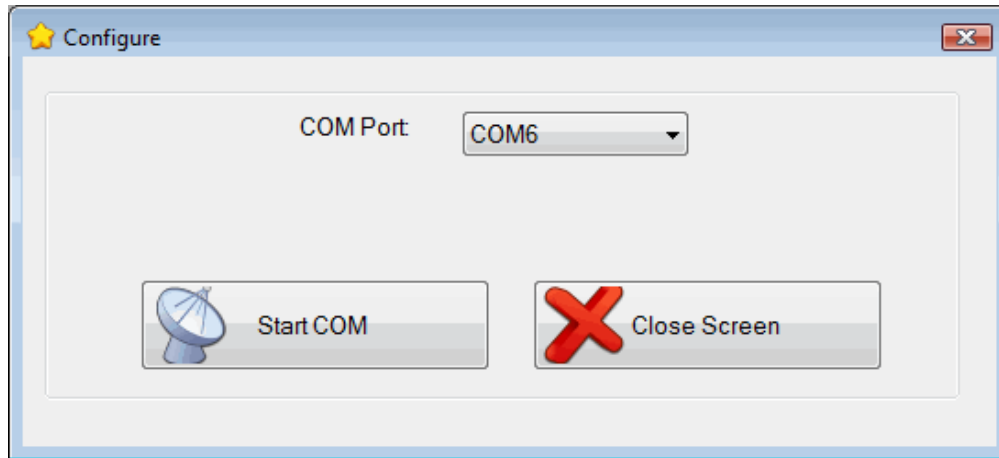 Configure
COM Port:
COM6
Start COM
Close Screen